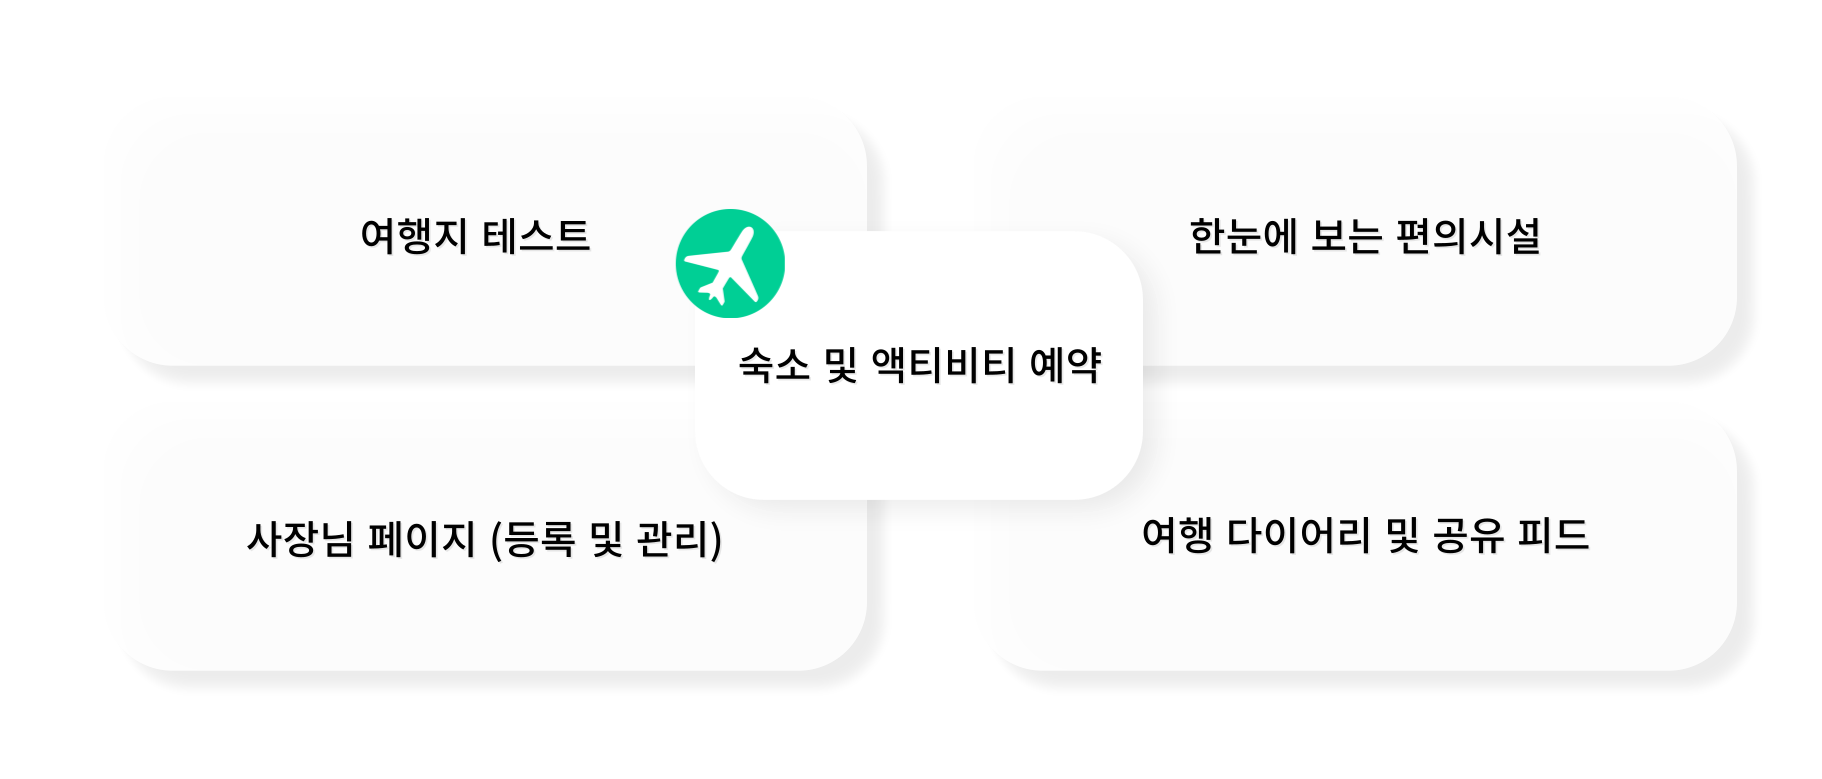 여행지 테스트
한눈에 보는 편의시설
숙소 및 액티비티 예약
사장님 페이지 (등록 및 관리)
여행 다이어리 및 공유 피드